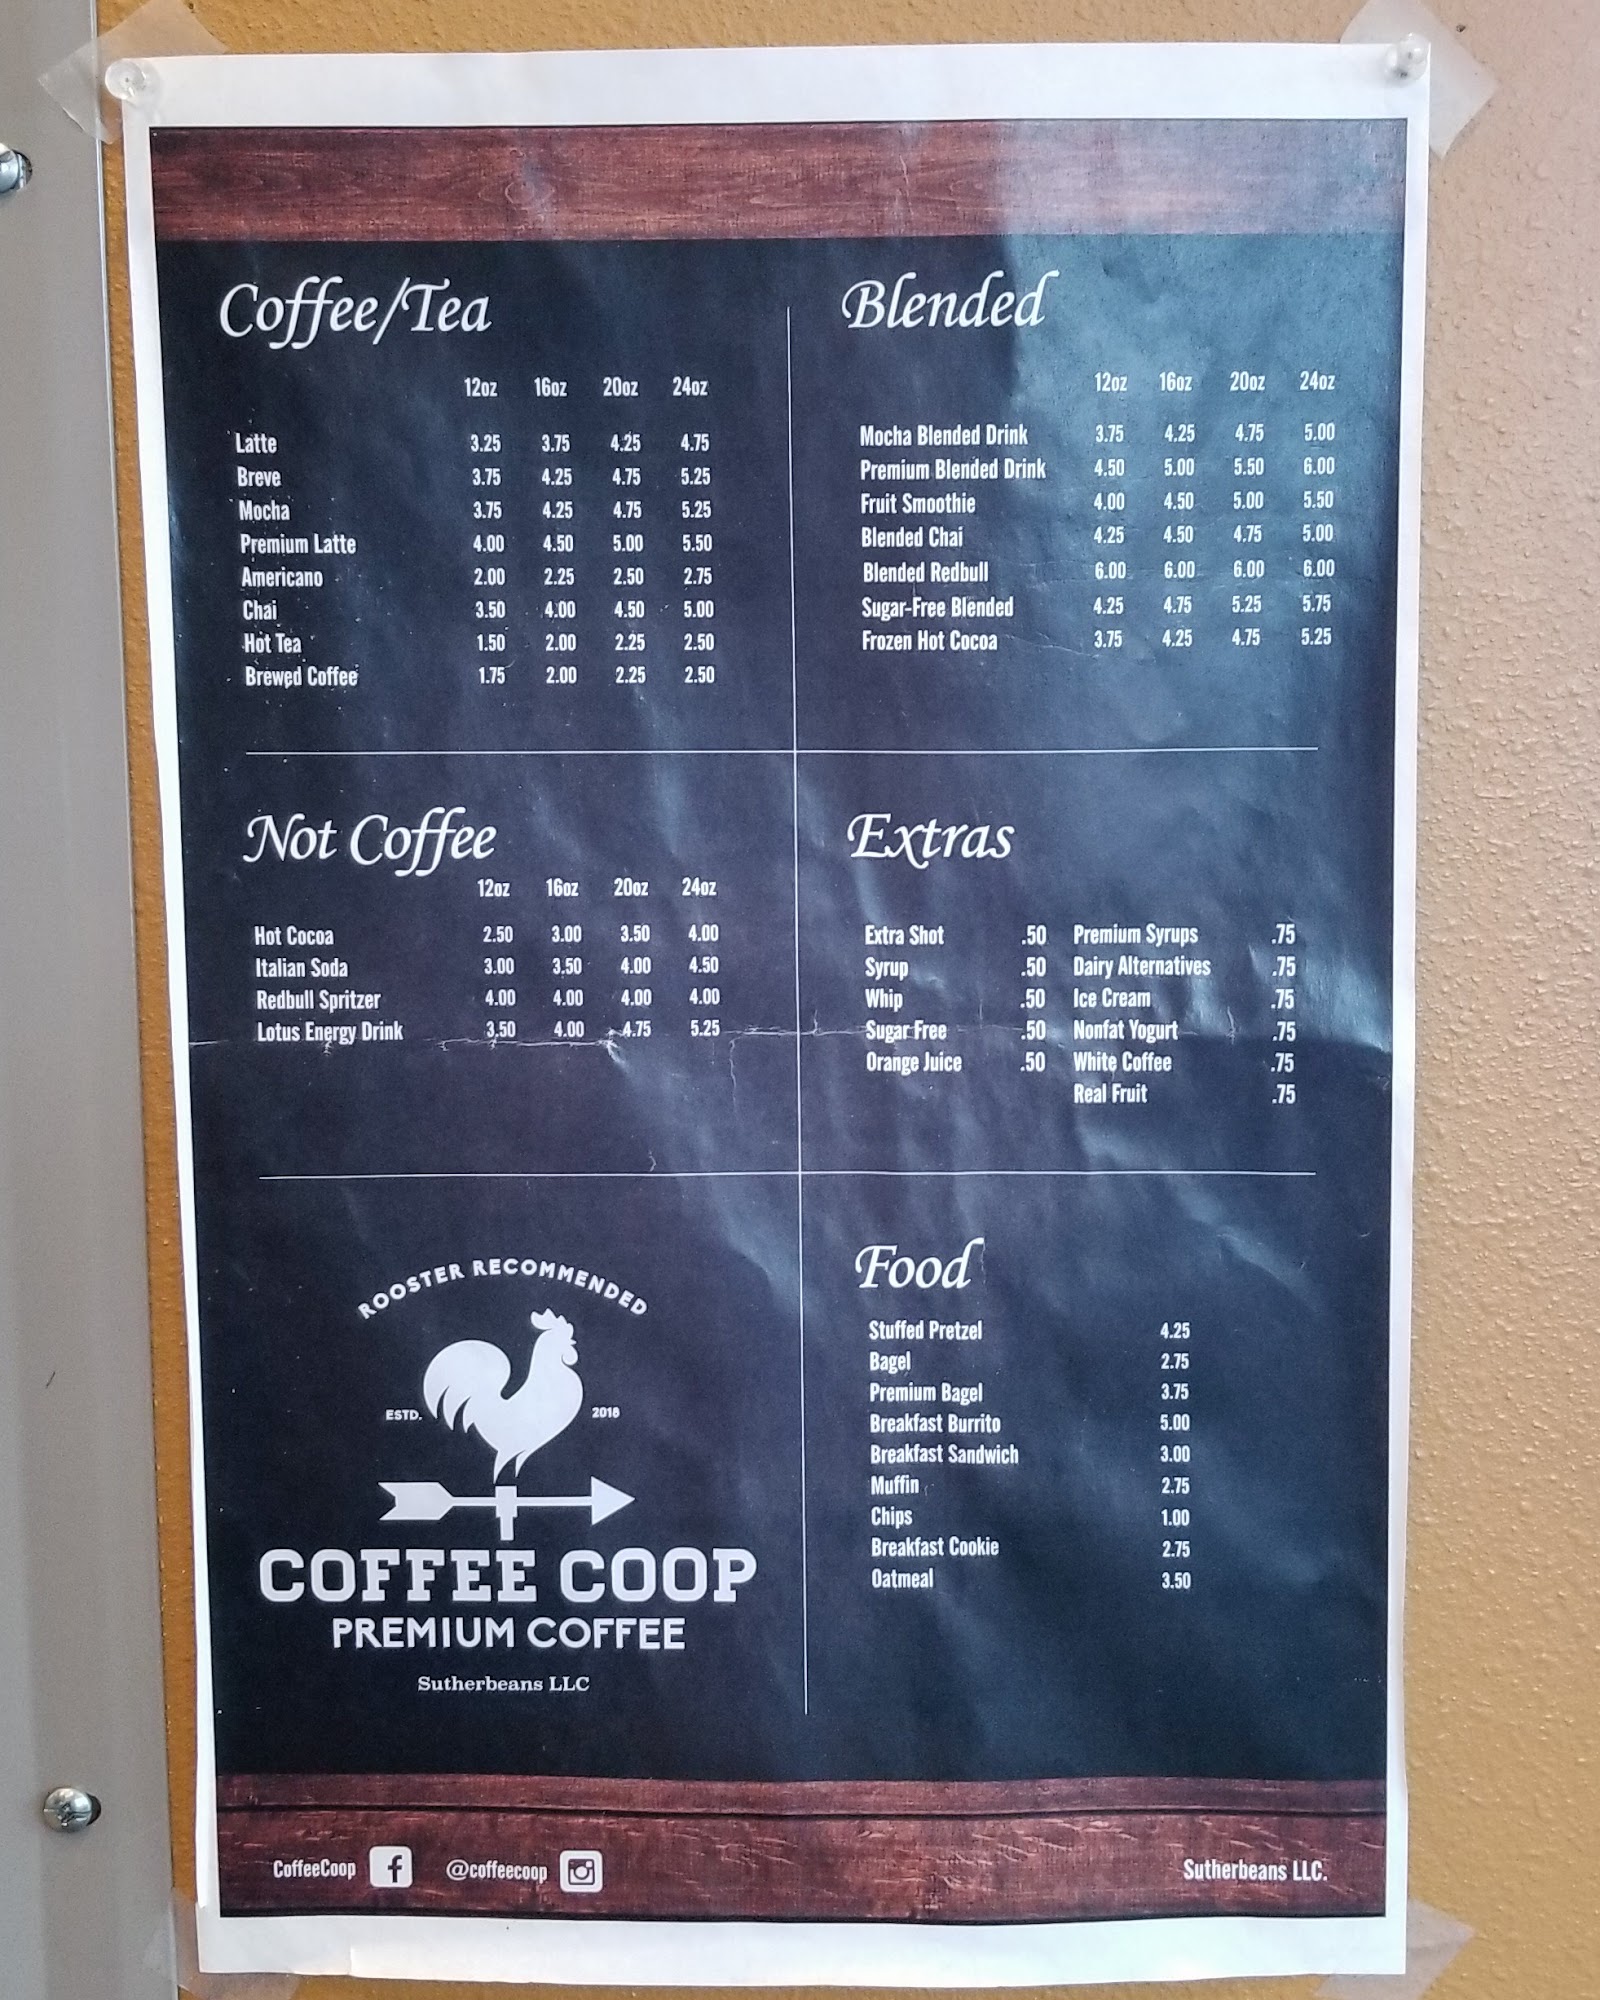 Coffee/Tea
12oz 16oz 20oz 24oz
Latte 3.25 3.75 4.25 4.75
Breve 3.75 4.25 4.75 5.25
Mocha 3.75 4.25 4.75 5.25
Premium Latte 4.00 4.50 5.00 5.50
Americano 2.00 2.25 2.50 2.75
Chai 3.50 4.00 4.50 5.00
Hot Tea 1.50 2.00 2.25 2.50
Brewed Coffee 1.75 2.00 2.25 2.50
Blended
12oz 16oz 20oz 24oz
Mocha Blended Drink 3.75 4.25 4.75 5.00
Premium Blended Drink 4.50 5.00 5.50 6.00
Fruit Smoothie 4.00 4.50 5.00 5.50
Blended Chai 4.25 4.50 4.75 5.00
Blended Redbull 6.00 6.00 6.00 6.00
Sugar-Free Blended 4.25 4.75 5.25 5.75
Frozen Hot Cocoa 3.75 4.25 4.75 5.25
Not Coffee
12oz 16oz 20oz 24oz
Hot Cocoa 2.50 3.00 3.50 4.00
Italian Soda 3.00 3.50 4.00 4.50
Redbull Spritzer 4.00 4.00 4.00 4.00
Lotus Energy Drink 3.50 4.00 4.75 5.25
Extras
Extra Shot .50 Premium Syrups .75
Syrup .50 Dairy Alternatives .75
Whip .50 Ice Cream .75
Sugar Free .50 Nonfat Yogurt .75
Orange Juice .50 White Coffee .75
Real Fruit .75
ROOSTER RECOMMENDED
ESTD. 2018
COFFEE COOP
PREMIUM COFFEE
Sutherbeans LLC
Food
Stuffed Pretzel 4.25
Bagel 2.75
Premium Bagel 3.75
Breakfast Burrito 5.00
Breakfast Sandwich 3.00
Muffin 2.75
Chips 1.00
Breakfast Cookie 2.75
Oatmeal 3.50
CoffeeCoop @coffeecoop Sutherbeans LLC.